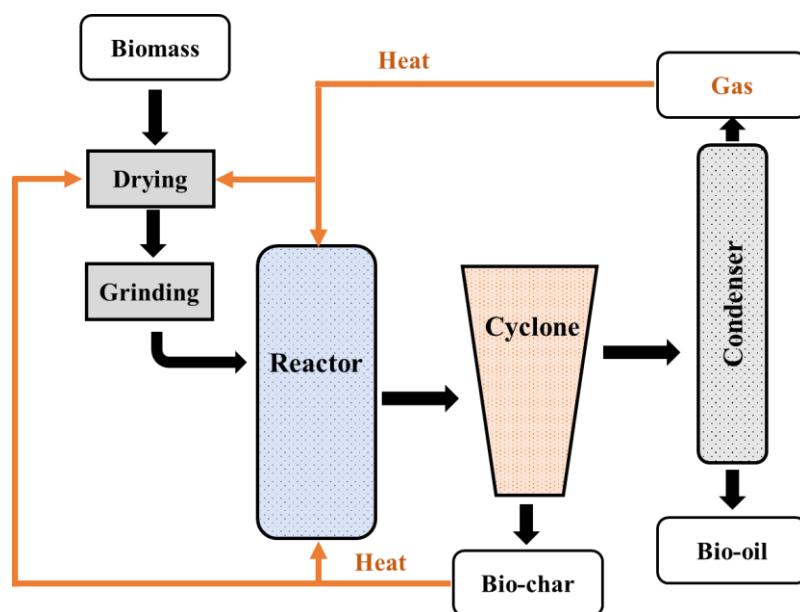 Biomass
Heat
Gas
Drying
Grinding
Reactor
Cyclone
Condenser
Heat
Bio-char
Bio-oil